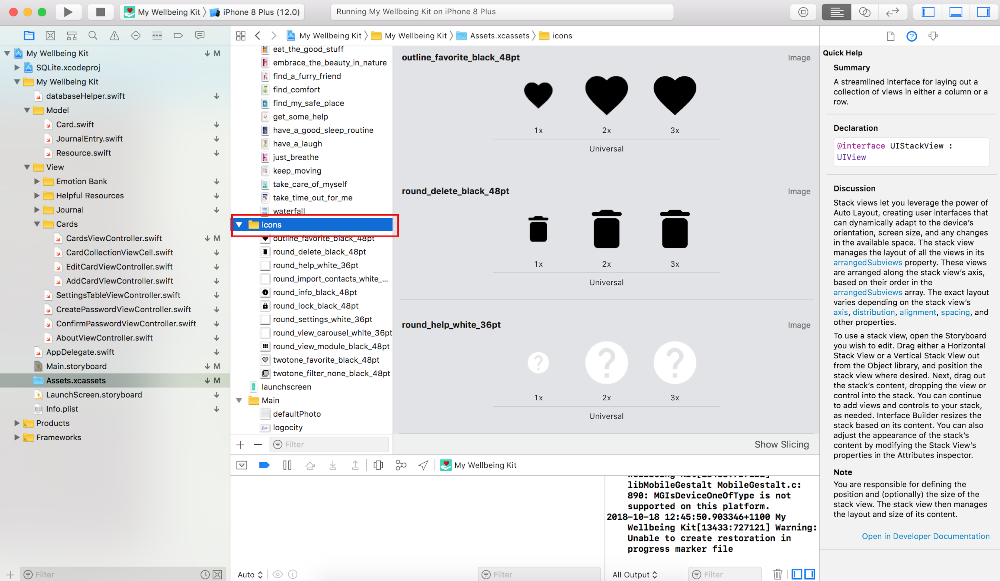 My Wellbeing Kit
iPhone 8 Plus (12.0)
Running My Wellbeing Kit on iPhone 8 Plus
My Wellbeing Kit
M
SQLite.xcodeproj
My Wellbeing Kit
databaseHelper.swift
Model
Card.swift
JournalEntry.swift
Resource.swift
View
Emotion Bank
Helpful Resources
Journal
Cards
CardsViewController.swift
M
CardCollectionViewCell.swift
EditCardViewController.swift
AddCardViewController.swift
SettingsTableViewController.swift
CreatePasswordViewController.swift
ConfirmPasswordViewController.swift
AboutViewController.swift
AppDelegate.swift
Main.storyboard
M
Assets.xcassets
M
LaunchScreen.storyboard
Info.plist
Products
Frameworks
Filter
My Wellbeing Kit
My Wellbeing Kit
Assets.xcassets
icons
eat_the_good_stuff
embrace_the_beauty_in_nature
find_a_furry_friend
find_comfort
find_my_safe_place
get_some_help
have_a_good_sleep_routine
have_a_laugh
just_breathe
keep_moving
take_care_of_myself
take_time_out_for_me
waterfall
icons
outline_favorite_black_48pt
round_delete_black_48pt
round_help_white_36pt
round_import_contacts_white_...
round_info_black_48pt
round_lock_black_48pt
round_settings_white_36pt
round_view_carousel_white_36pt
round_view_module_black_48pt
twotone_favorite_black_48pt
twotone_filter_none_black_48pt
launchscreen
Main
defaultPhoto
logocity
Filter
outline_favorite_black_48pt
Image
1x
2x
3x
Universal
round_delete_black_48pt
Image
1x
2x
3x
Universal
round_help_white_36pt
Image
1x
2x
3x
Universal
Show Slicing
My Wellbeing Kit
Wellbeing Kit[13433:727121]
libMobileGestalt MobileGestalt.c:
890: MGIsDeviceOneOfType is not
supported on this platform.
2018-10-18 12:45:50.903346+1100 My
Wellbeing Kit[13433:727121] Warning:
Unable to create restoration in
progress marker file
Auto
Filter
All Output
Filter
Quick Help
Summary
A streamlined interface for laying out a
collection of views in either a column or a
row.
Declaration
@interface UIStackView :
UIView
Discussion
Stack views let you leverage the power of
Auto Layout, creating user interfaces that
can dynamically adapt to the device’s
orientation, screen size, and any changes
in the available space. The stack view
manages the layout of all the views in its
arrangedSubviews property. These views
are arranged along the stack view’s axis,
based on their order in the
arrangedSubviews array. The exact layout
varies depending on the stack view’s
axis, distribution, alignment, spacing, and
other properties.
To use a stack view, open the Storyboard
you wish to edit. Drag either a Horizontal
Stack View or a Vertical Stack View out
from the Object library, and position the
stack view where desired. Next, drag out
the stack’s content, dropping the view or
control into the stack. You can continue
to add views and controls to your stack,
as needed. Interface Builder resizes the
stack based on its content. You can also
adjust the appearance of the stack’s
content by modifying the Stack View’s
properties in the Attributes inspector.
Note
You are responsible for defining the
position and (optionally) the size of the
stack view. The stack view then manages
the layout and size of its content.
Open in Developer Documentation